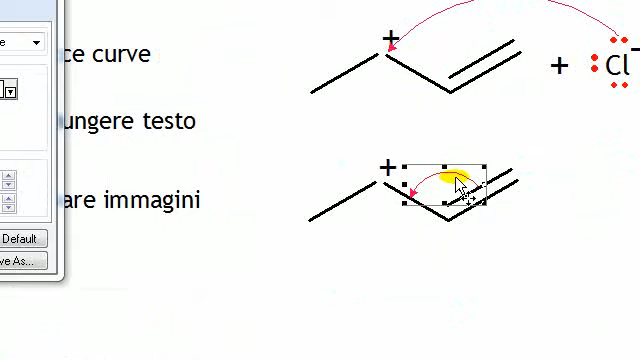 e
ce curve
+
+
Cl
ungere testo
+
are immagini
Default
ve As...